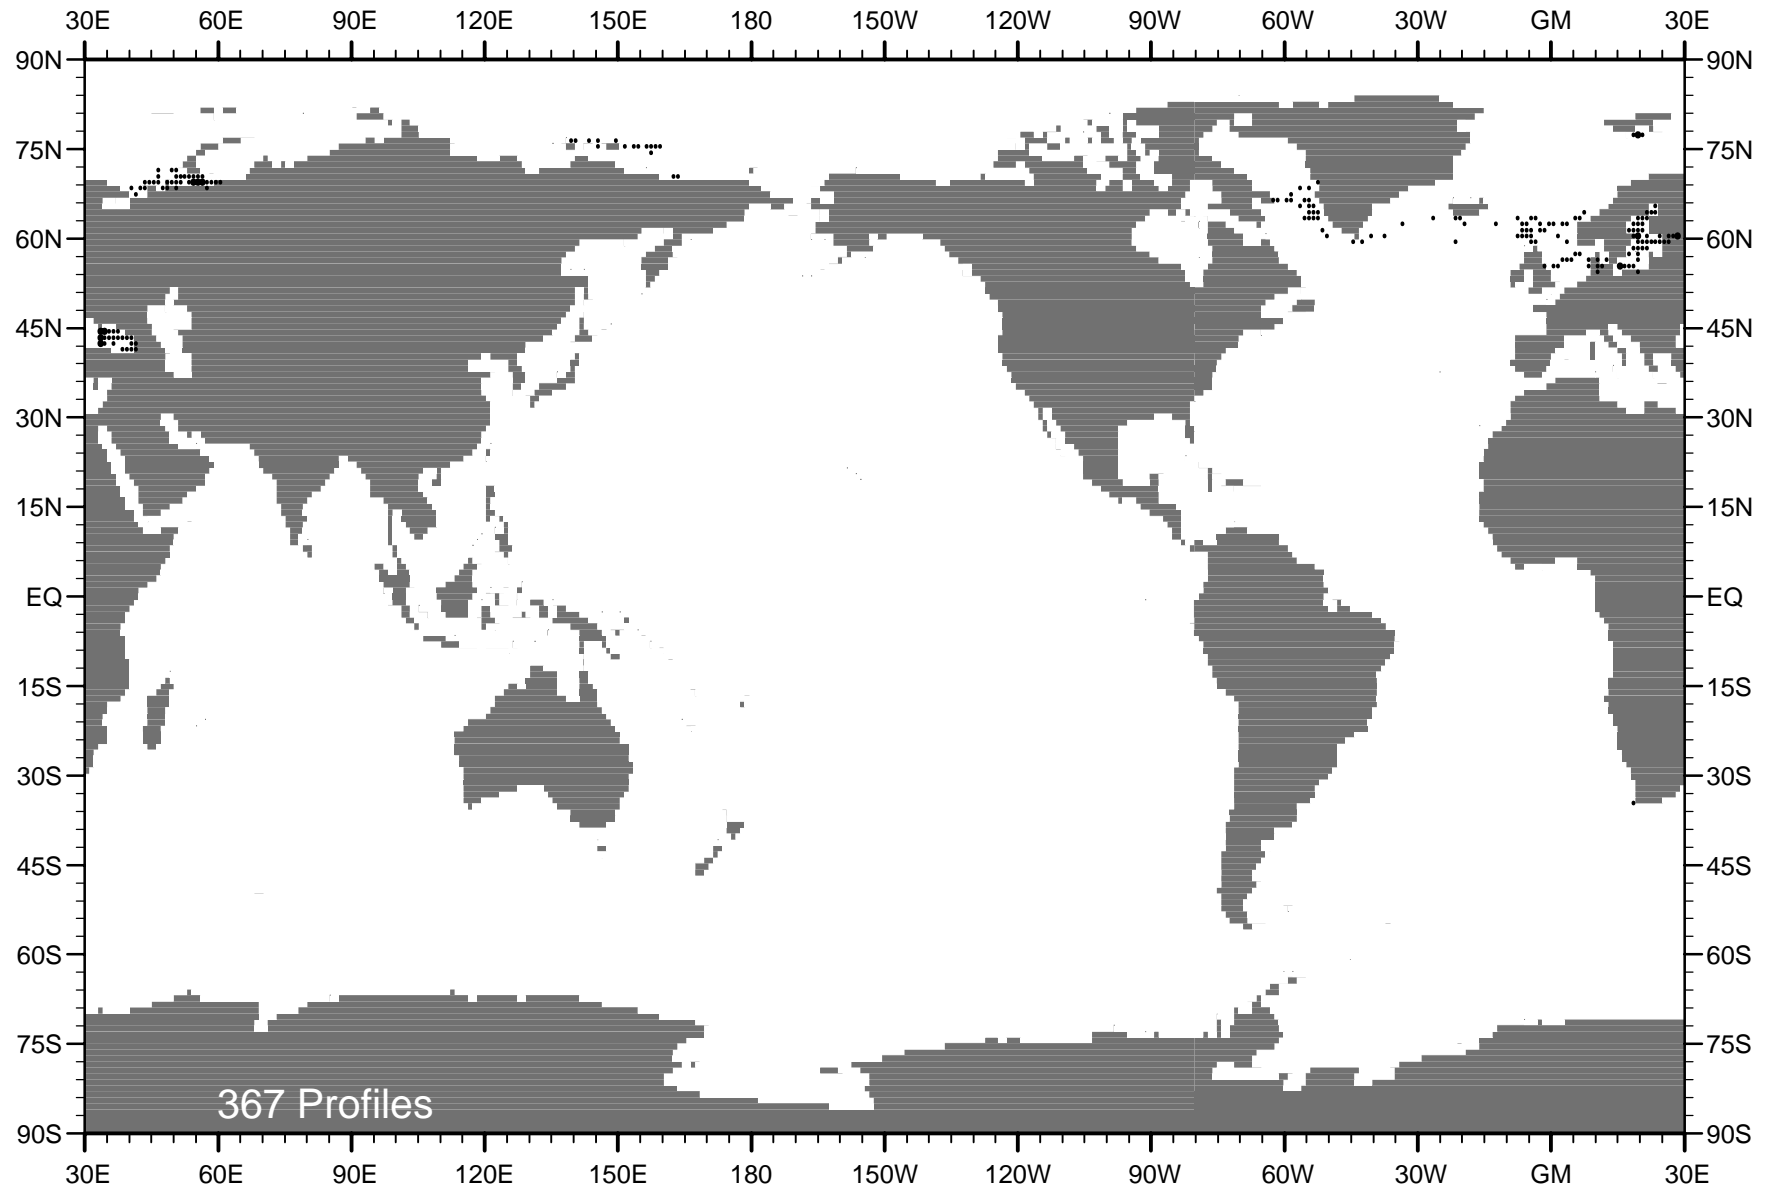 30E 60E 90E 120E 150E 180 150W 120W 90W 60W 30W GM 30E
90N 90N
75N 75N
60N 60N
45N 45N
30N 30N
15N 15N
EQ EQ
15S 15S
30S 30S
45S 45S
60S 60S
75S 75S
367 Profiles
90S 90S
30E 60E 90E 120E 150E 180 150W 120W 90W 60W 30W GM 30E